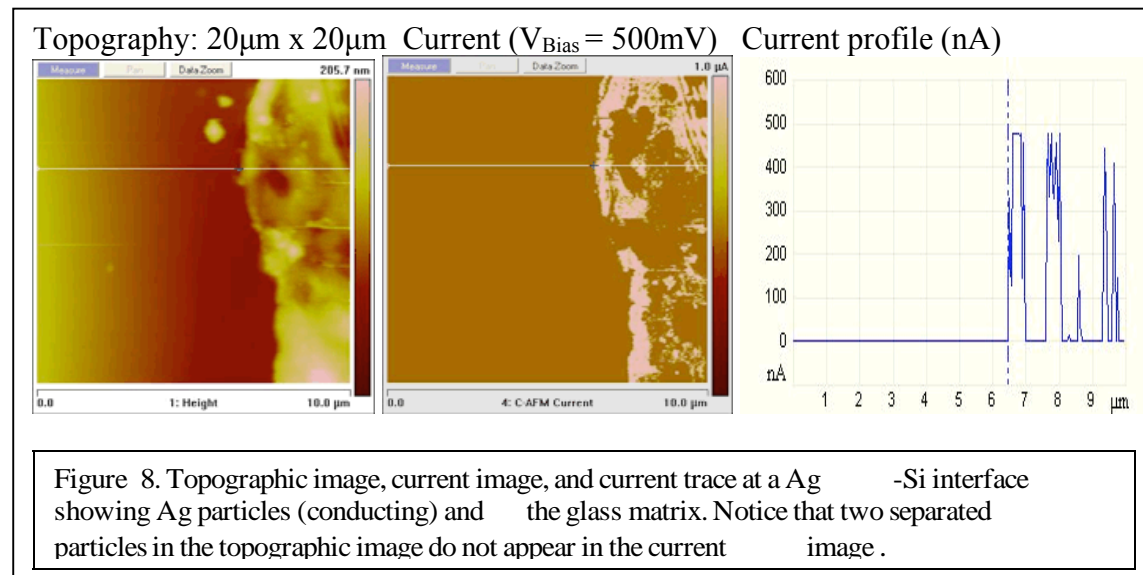 Topography: 20μm x 20μm Current (VBias = 500mV) Current profile (nA)
Measure Pan Data Zoom 205.7 nm
Measure Pan Data Zoom 1.0 μA
600
500
400
300
200
100
0
nA
1 2 3 4 5 6 7 8 9 μm
0.0 1: Height 10.0 μm
0.0 4: C-AFM Current 10.0 μm
Figure 8. Topographic image, current image, and current trace at a Ag -Si interface
showing Ag particles (conducting) and the glass matrix. Notice that two separated
particles in the topographic image do not appear in the current image .